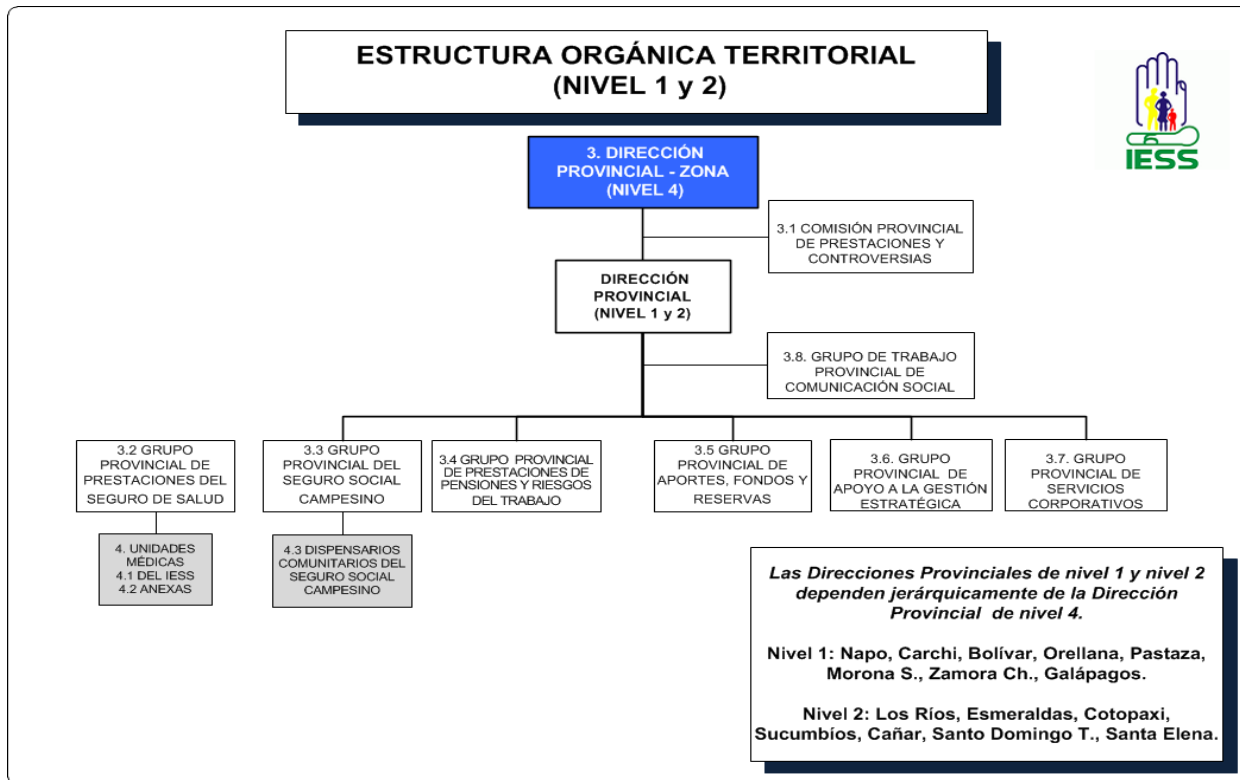 ESTRUCTURA ORGÁNICA TERRITORIAL
(NIVEL 1 y 2)
IESS
3. DIRECCIÓN
PROVINCIAL - ZONA
(NIVEL 4)
3.1 COMISIÓN PROVINCIAL
DE PRESTACIONES Y
CONTROVERSIAS
DIRECCIÓN
PROVINCIAL
(NIVEL 1 y 2)
3.8. GRUPO DE TRABAJO
PROVINCIAL DE
COMUNICACIÓN SOCIAL
3.2 GRUPO
PROVINCIAL DE
PRESTACIONES DEL
SEGURO DE SALUD
3.3 GRUPO
PROVINCIAL DEL
SEGURO SOCIAL
CAMPESINO
3.4 GRUPO PROVINCIAL
DE PRESTACIONES DE
PENSIONES Y RIESGOS
DEL TRABAJO
3.5 GRUPO
PROVINCIAL DE
APORTES, FONDOS Y
RESERVAS
3.6. GRUPO
PROVINCIAL DE
APOYO A LA GESTIÓN
ESTRATÉGICA
3.7. GRUPO
PROVINCIAL DE
SERVICIOS
CORPORATIVOS
4. UNIDADES
MÉDICAS
4.1 DEL IESS
4.2 ANEXAS
4.3 DISPENSARIOS
COMUNITARIOS DEL
SEGURO SOCIAL
CAMPESINO
Las Direcciones Provinciales de nivel 1 y nivel 2
dependen jerárquicamente de la Dirección
Provincial de nivel 4.
Nivel 1: Napo, Carchi, Bolívar, Orellana, Pastaza,
Morona S., Zamora Ch., Galápagos.
Nivel 2: Los Ríos, Esmeraldas, Cotopaxi,
Sucumbíos, Cañar, Santo Domingo T., Santa Elena.